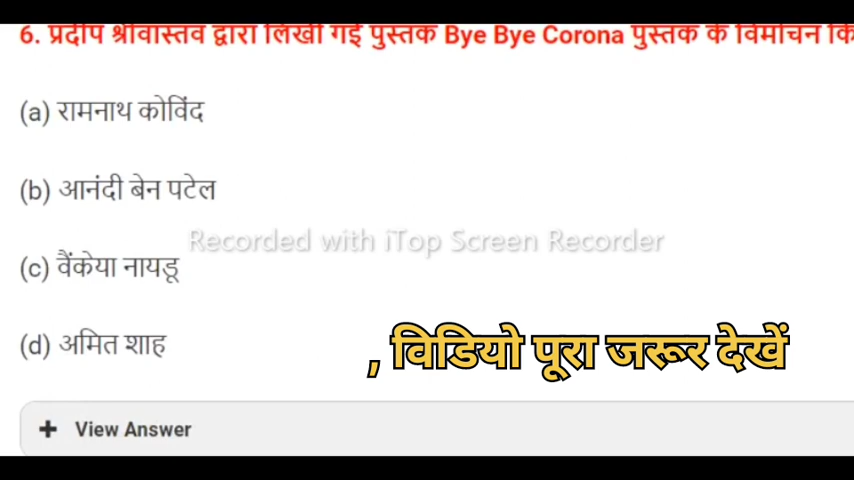 6. प्रदीप श्रीवास्तव द्वारा लिखी गई पुस्तक Bye Bye Corona पुस्तक के विमोचन
(a) रामनाथ कोविंद
(b) आनंदी बेन पटेल
Recorded with iTop Screen Recorder
(c) वैंकेया नायडू
(d) अमित शाह
, विडियो पूरा जरूर देखें
+ View Answer